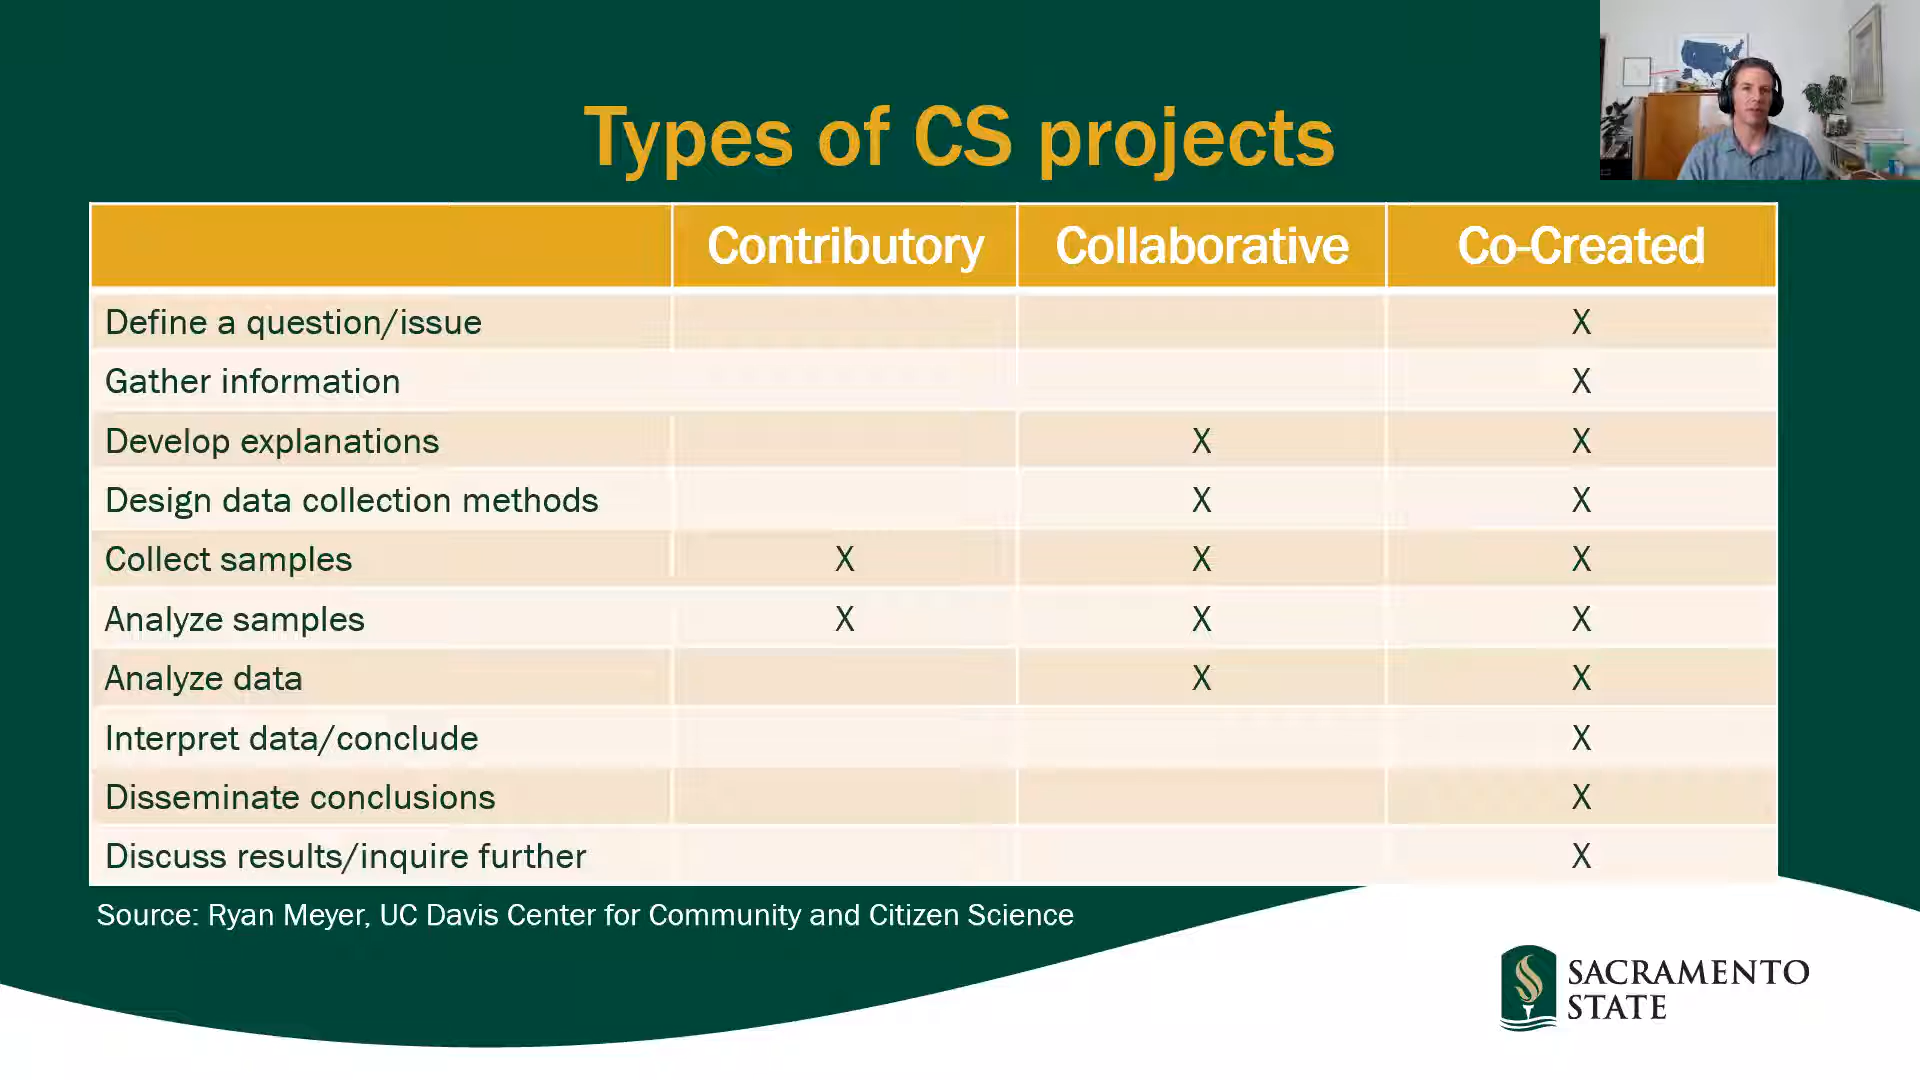 Types of CS projects
Contributory Collaborative Co-Created
Define a question/issue X
Gather information X
Develop explanations X X
Design data collection methods X X
Collect samples X X X
Analyze samples X X X
Analyze data X X
Interpret data/conclude X
Disseminate conclusions X
Discuss results/inquire further X
Source: Ryan Meyer, UC Davis Center for Community and Citizen Science
SACRAMENTO
STATE